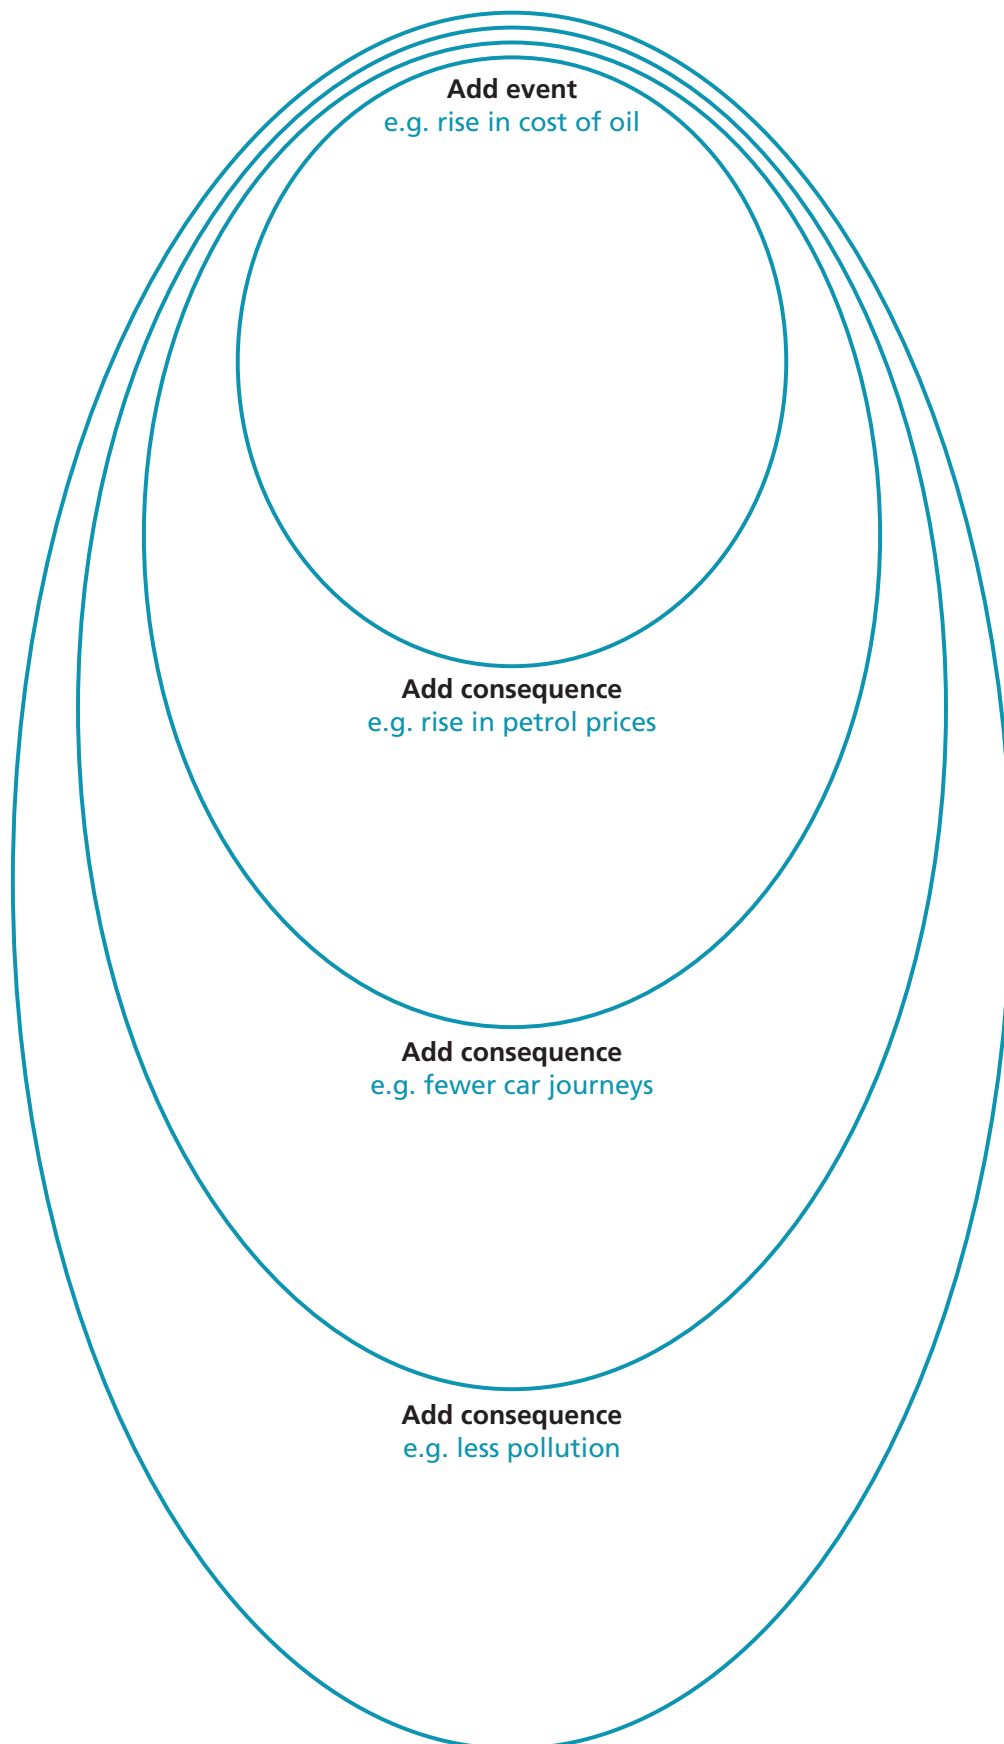 Add event
e.g. rise in cost of oil
Add consequence
e.g. rise in petrol prices
Add consequence
e.g. fewer car journeys
Add consequence
e.g. less pollution